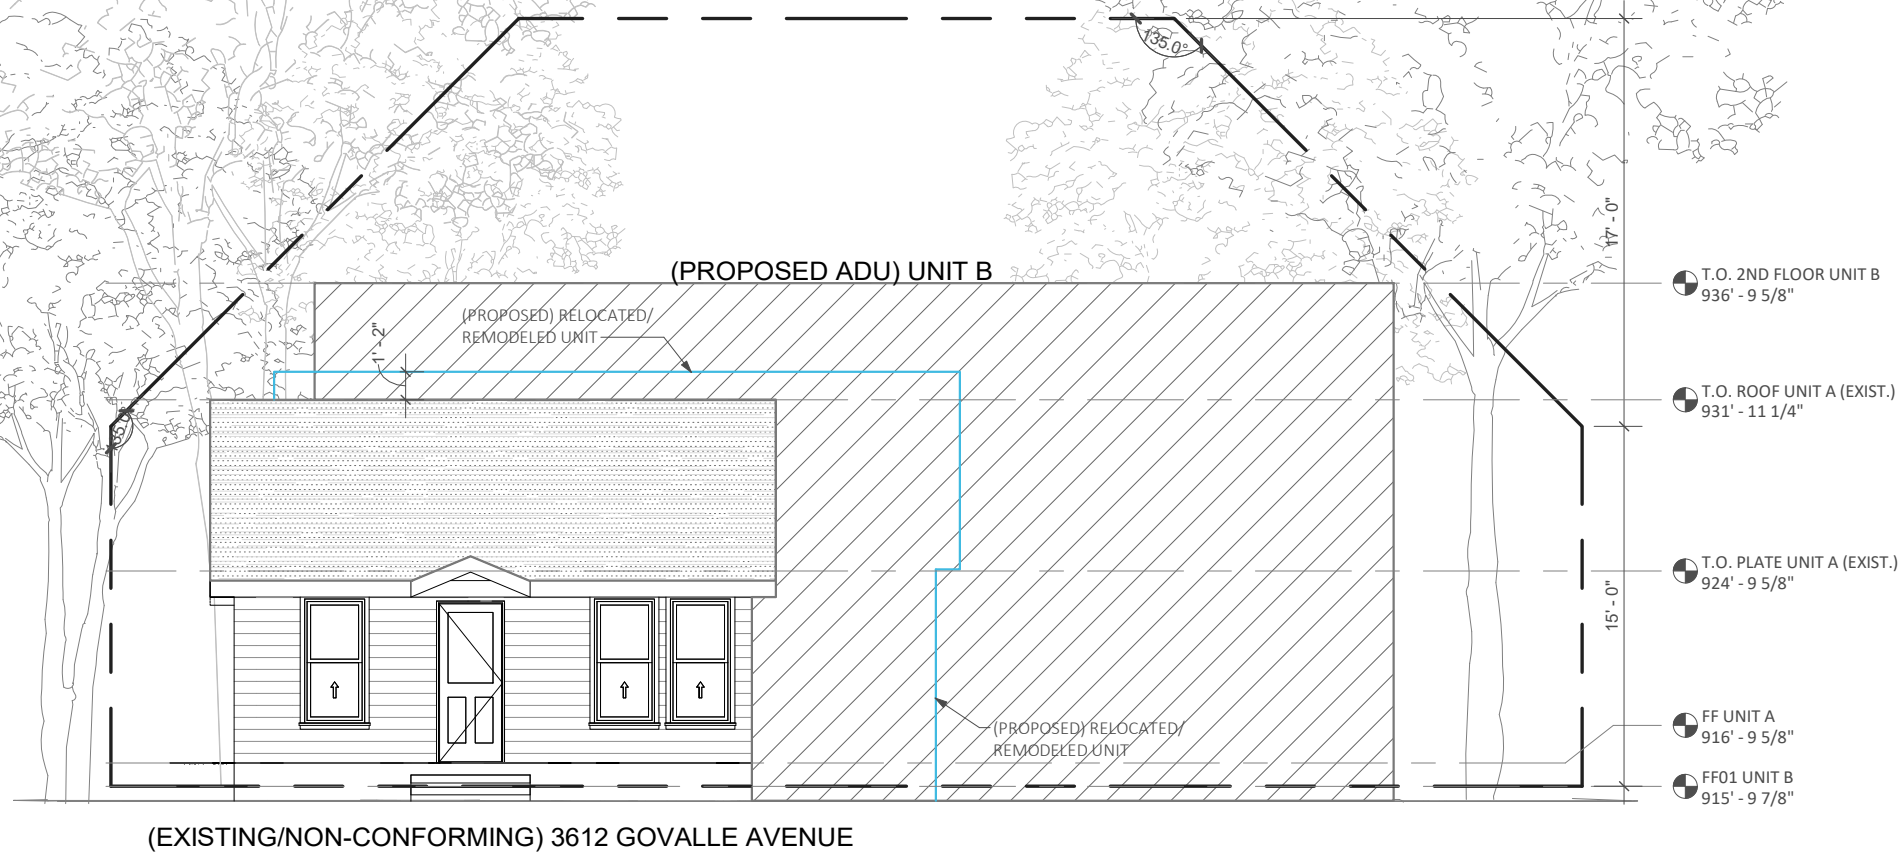 135.0°
17' - 0"
(PROPOSED ADU) UNIT B
T.O. 2ND FLOOR UNIT B
936' - 9 5/8"
(PROPOSED) RELOCATED/
REMODELED UNIT
1' - 2"
T.O. ROOF UNIT A (EXIST.)
931' - 11 1/4"
T.O. PLATE UNIT A (EXIST.)
924' - 9 5/8"
15' - 0"
(PROPOSED) RELOCATED/
REMODELED UNIT
FF UNIT A
916' - 9 5/8"
FF01 UNIT B
915' - 9 7/8"
(EXISTING/NON-CONFORMING) 3612 GOVALLE AVENUE